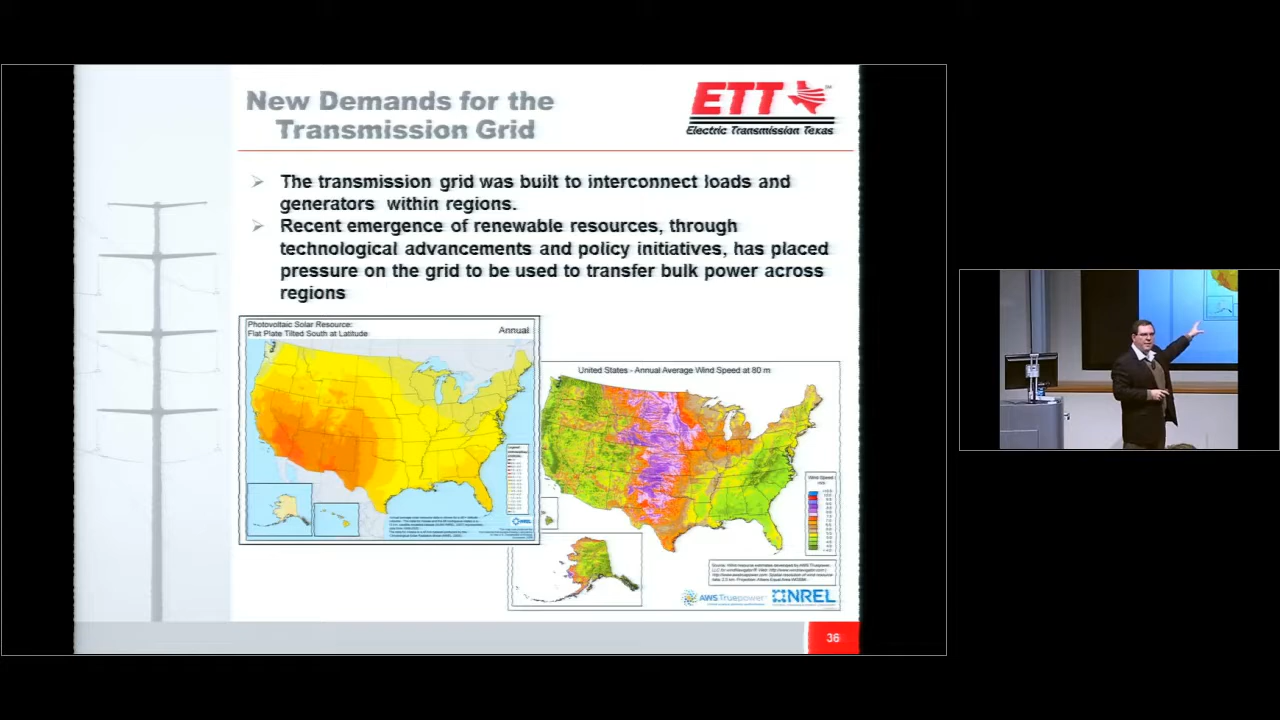 New Demands for the
Transmission Grid
ETT
Electric Transmission Texas
The transmission grid was built to interconnect loads and
generators within regions.
Recent emergence of renewable resources, through
technological advancements and policy initiatives, has placed
pressure on the grid to be used to transfer bulk power across
regions
Photovoltaic Solar Resource:
Flat Plate Tilted South at Latitude
Annual
United States - Annual Average Wind Speed at 80 m
Wind Speed
m/s
NREL
AWS Truepower
NREL
36